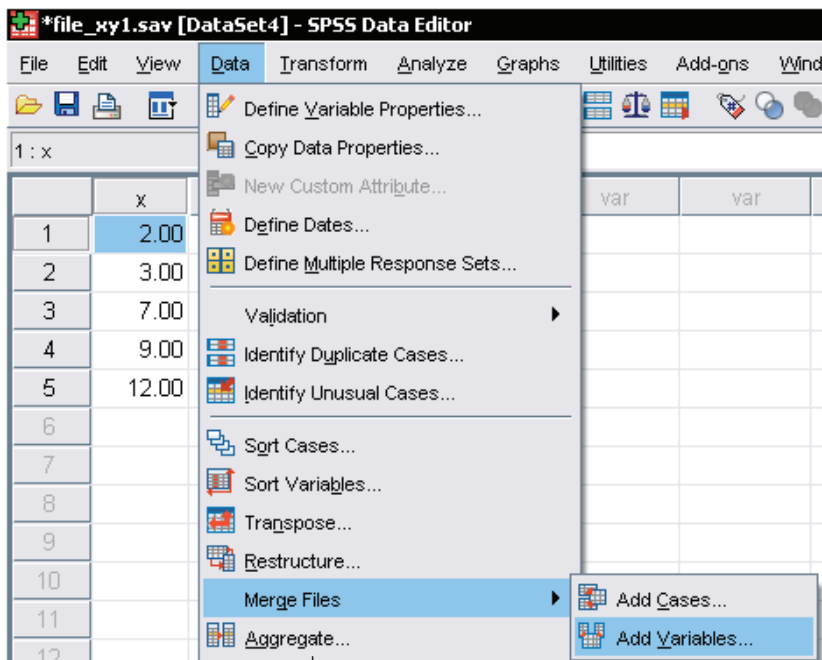 *file_xy1.sav [DataSet4] - SPSS Data Editor
File Edit View Data Transform Analyze Graphs Utilities Add-ons Wind
Define Variable Properties...
1 : x
Copy Data Properties...
New Custom Attribute...
x var var
1 2.00
Define Dates...
2 3.00
Define Multiple Response Sets...
3 7.00
Validation
4 9.00
Identify Duplicate Cases...
5 12.00
Identify Unusual Cases...
6
Sort Cases...
7
Sort Variables...
8
Transpose...
9
Restructure...
10
Merge Files Add Cases...
11
Aggregate... Add Variables...
12